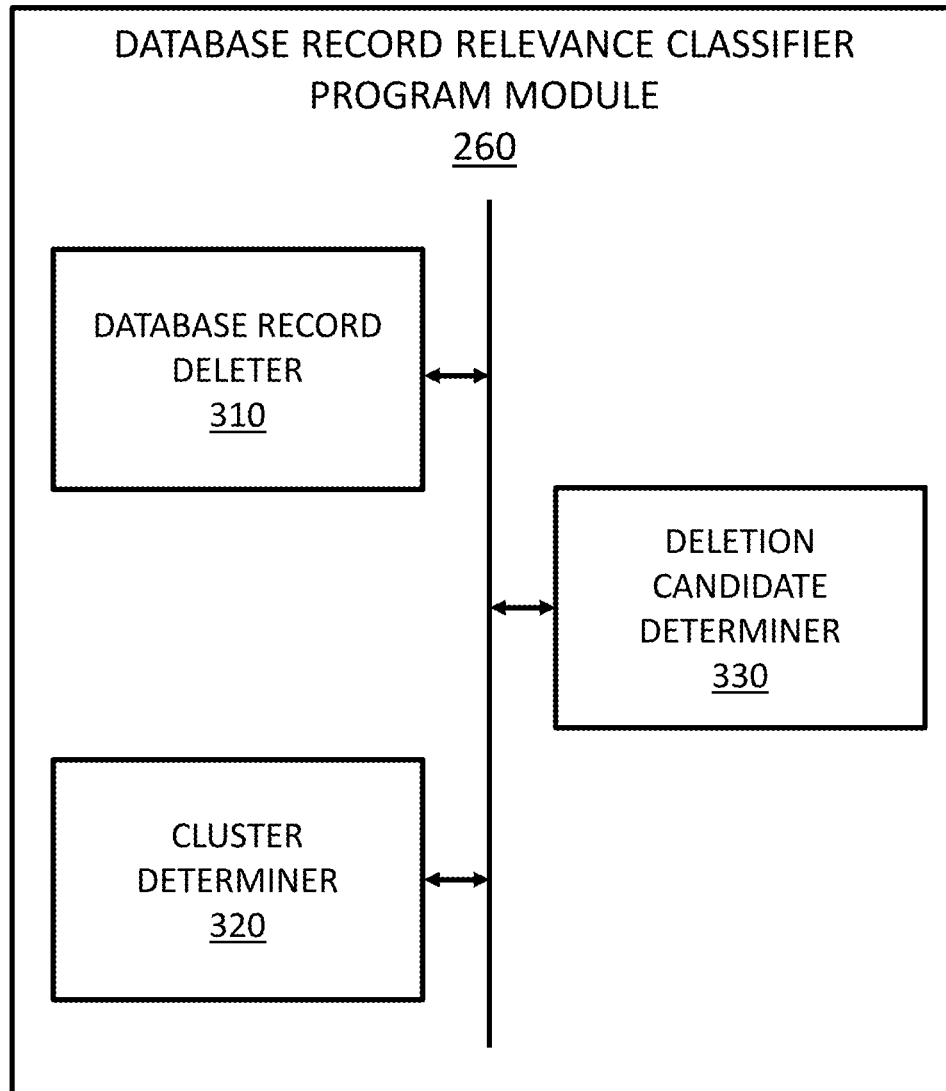 DATABASE RECORD RELEVANCE CLASSIFIER
PROGRAM MODULE
260
DATABASE RECORD
DELETER
310
DELETION
CANDIDATE
DETERMINER
330
CLUSTER
DETERMINER
320